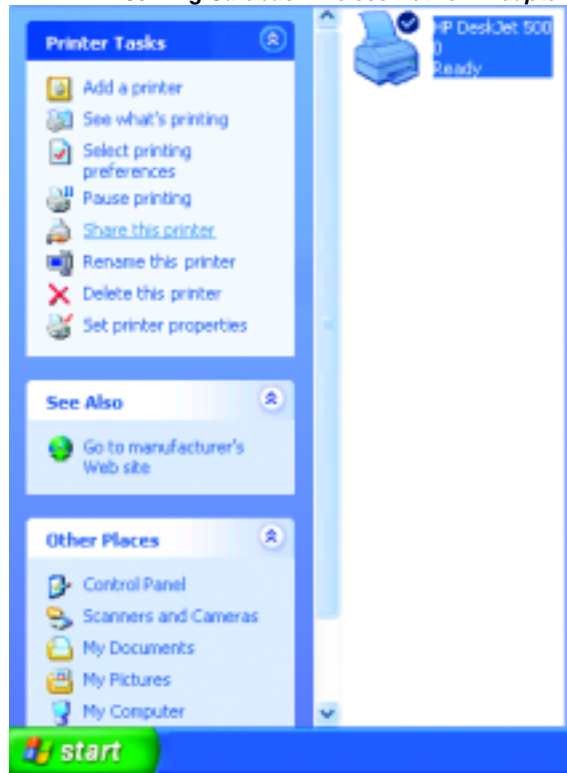 Printer Tasks
Add a printer
See what's printing
Select printing
preferences
Pause printing
Share this printer
Rename this printer
Delete this printer
Set printer properties
See Also
Go to manufacturer's
Web site
Other Places
Control Panel
Scanners and Cameras
My Documents
My Pictures
My Computer
HP DeskJet 500
0
Ready
start